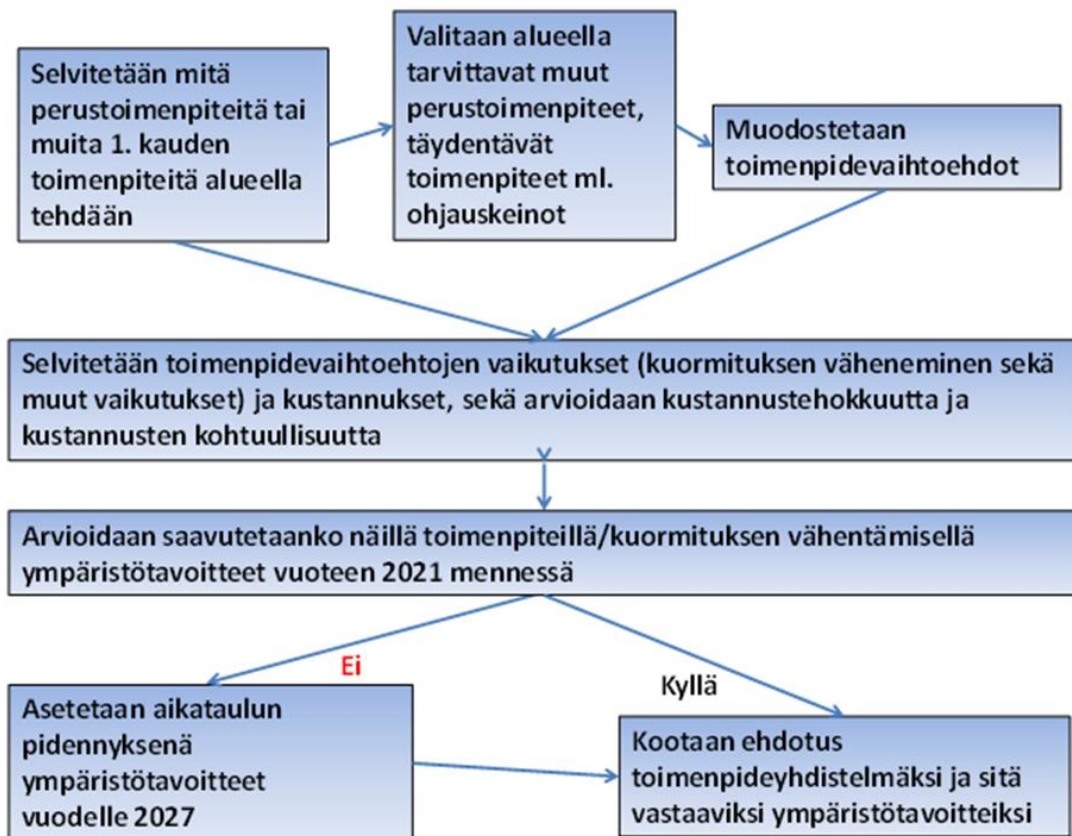 Selvitetään mitä
perustoimenpiteitä tai
muita 1. kauden
toimenpiteitä alueella
tehdään
Valitaan alueella
tarvittavat muut
perustoimenpiteet,
täydentävät
toimenpiteet ml.
ohjauskeinot
Muodostetaan
toimenpidevaihtoehdot
Selvitetään toimenpidevaihtoehtojen vaikutukset (kuormituksen väheneminen sekä
muut vaikutukset) ja kustannukset, sekä arvioidaan kustannustehokkuutta ja
kustannusten kohtuullisuutta
Arvioidaan saavutetaanko näillä toimenpiteillä/kuormituksen vähentämisellä
ympäristötavoitteet vuoteen 2021 mennessä
Ei
Kyllä
Asetetaan aikataulun
pidennyksenä
ympäristötavoitteet
vuodelle 2027
Kootaan ehdotus
toimenpideyhdistelmäksi ja sitä
vastaaviksi ympäristötavoitteiksi